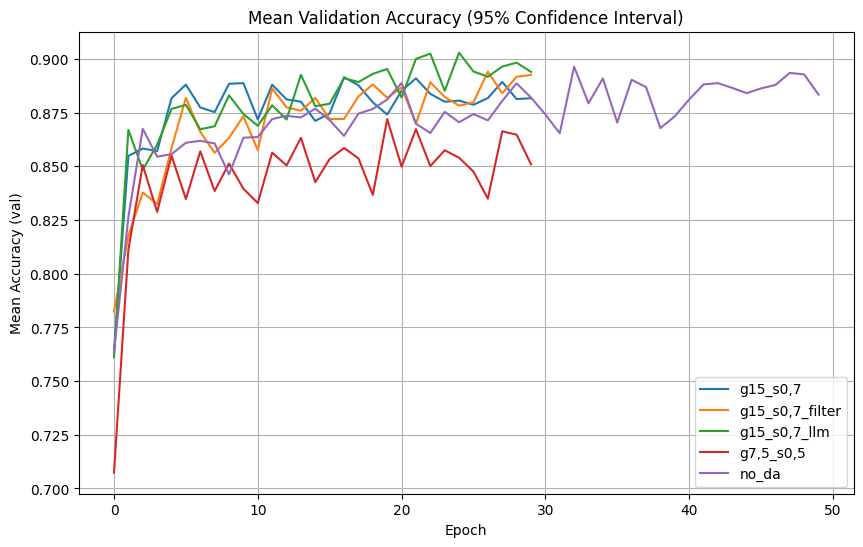 Mean Validation Accuracy (95% Confidence Interval)
Mean Accuracy (val)
0.900
0.875
0.850
0.825
0.800
0.775
0.750
0.725
0.700
0 10 20 30 40 50
Epoch
g15_s0,7
g15_s0,7_filter
g15_s0,7_llm
g7,5_s0,5
no_da